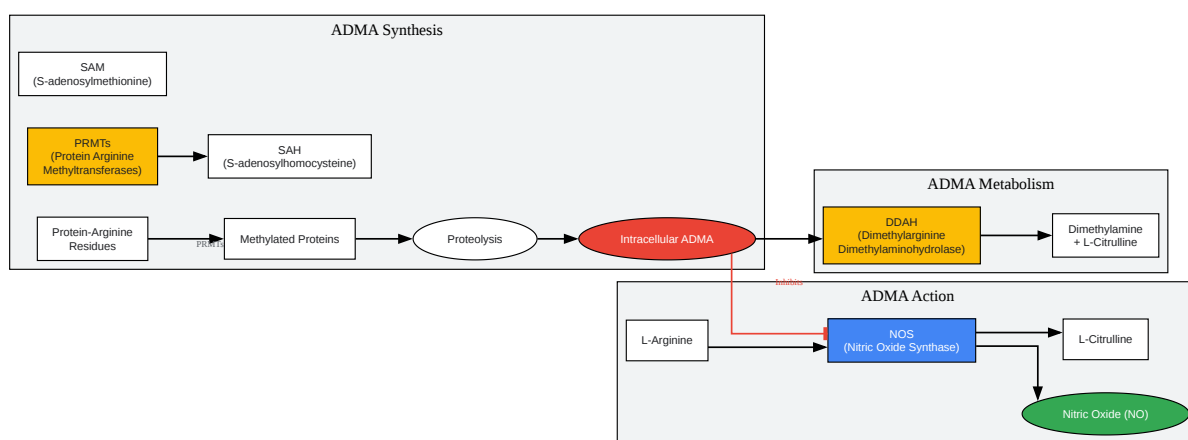 ADMA Synthesis
SAM
(S-adenosylmethionine)
PRMTs
(Protein Arginine
Methyltransferases)
SAH
(S-adenosylhomocysteine)
Protein-Arginine
Residues
PRMTs
Methylated Proteins
Proteolysis
Intracellular ADMA
ADMA Metabolism
DDAH
(Dimethylarginine
Dimethylaminohydrolase)
Dimethylamine
+ L-Citrulline
Inhibits
ADMA Action
L-Arginine
NOS
(Nitric Oxide Synthase)
L-Citrulline
Nitric Oxide (NO)